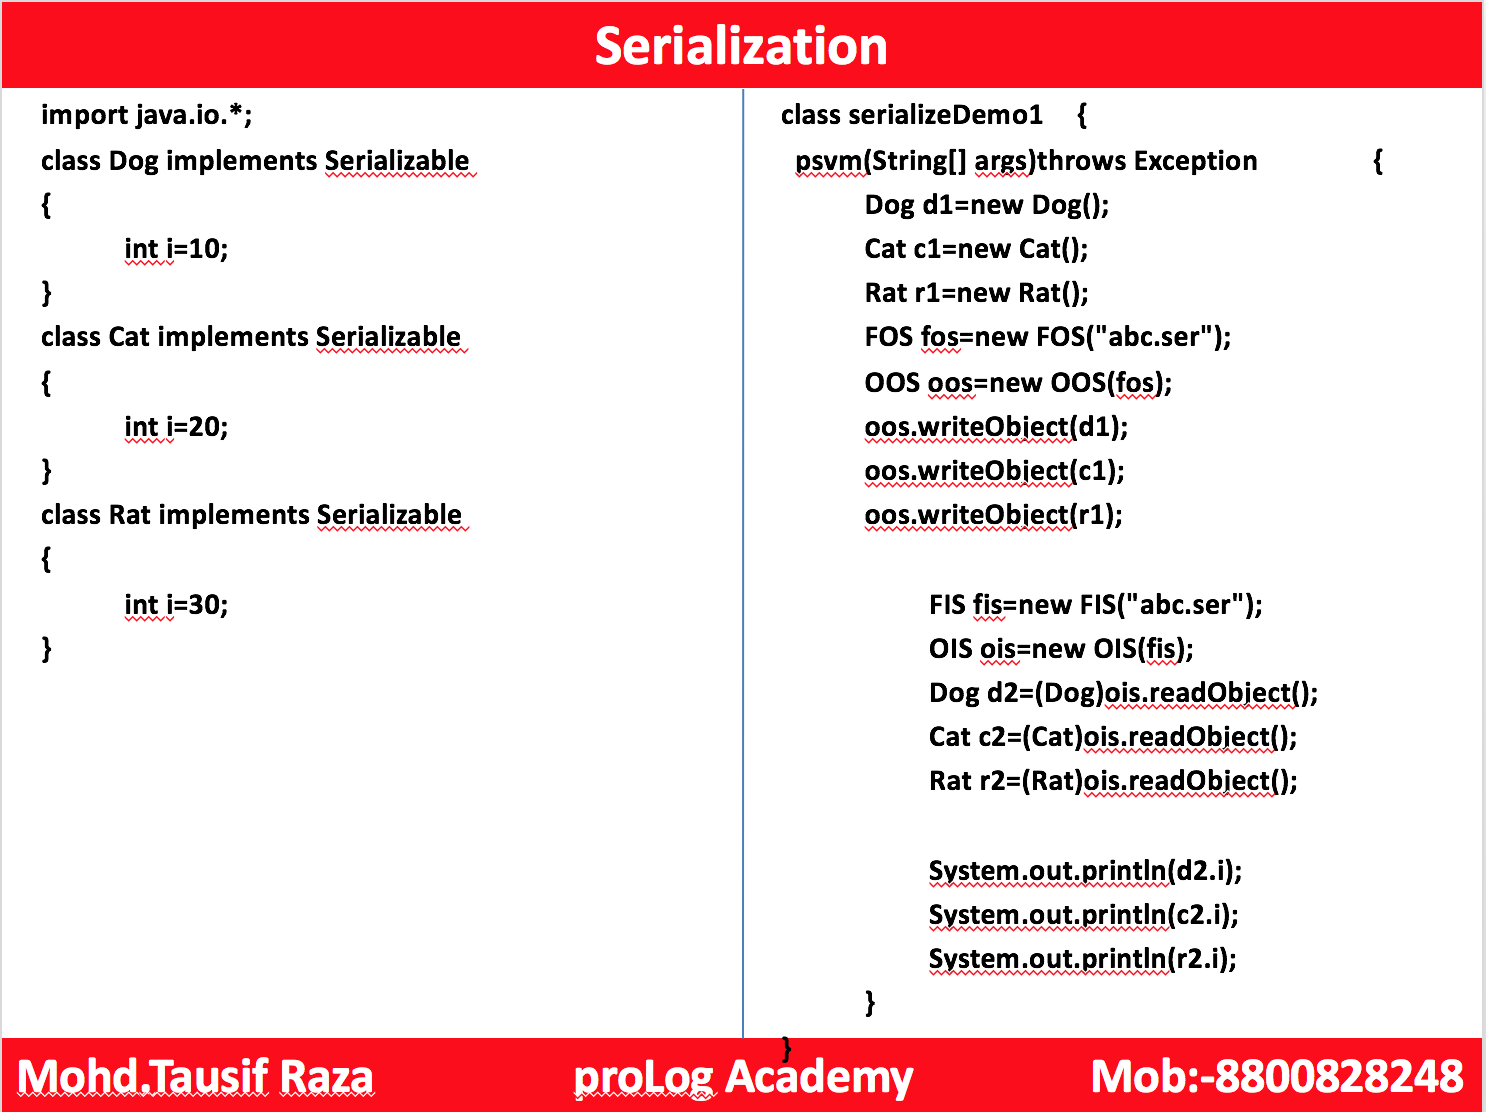 Serialization
import java.io.*;
class Dog implements Serializable
{
int i=10;
}
class Cat implements Serializable
{
int i=20;
}
class Rat implements Serializable
{
int i=30;
}
class serializeDemo1 {
psvm(String[] args)throws Exception {
Dog d1=new Dog();
Cat c1=new Cat();
Rat r1=new Rat();
FOS fos=new FOS("abc.ser");
OOS oos=new OOS(fos);
oos.writeObject(d1);
oos.writeObject(c1);
oos.writeObject(r1);
FIS fis=new FIS("abc.ser");
OIS ois=new OIS(fis);
Dog d2=(Dog)ois.readObject();
Cat c2=(Cat)ois.readObject();
Rat r2=(Rat)ois.readObject();
System.out.println(d2.i);
System.out.println(c2.i);
System.out.println(r2.i);
}
}
Mohd.Tausif Raza proLog Academy Mob:-8800828248